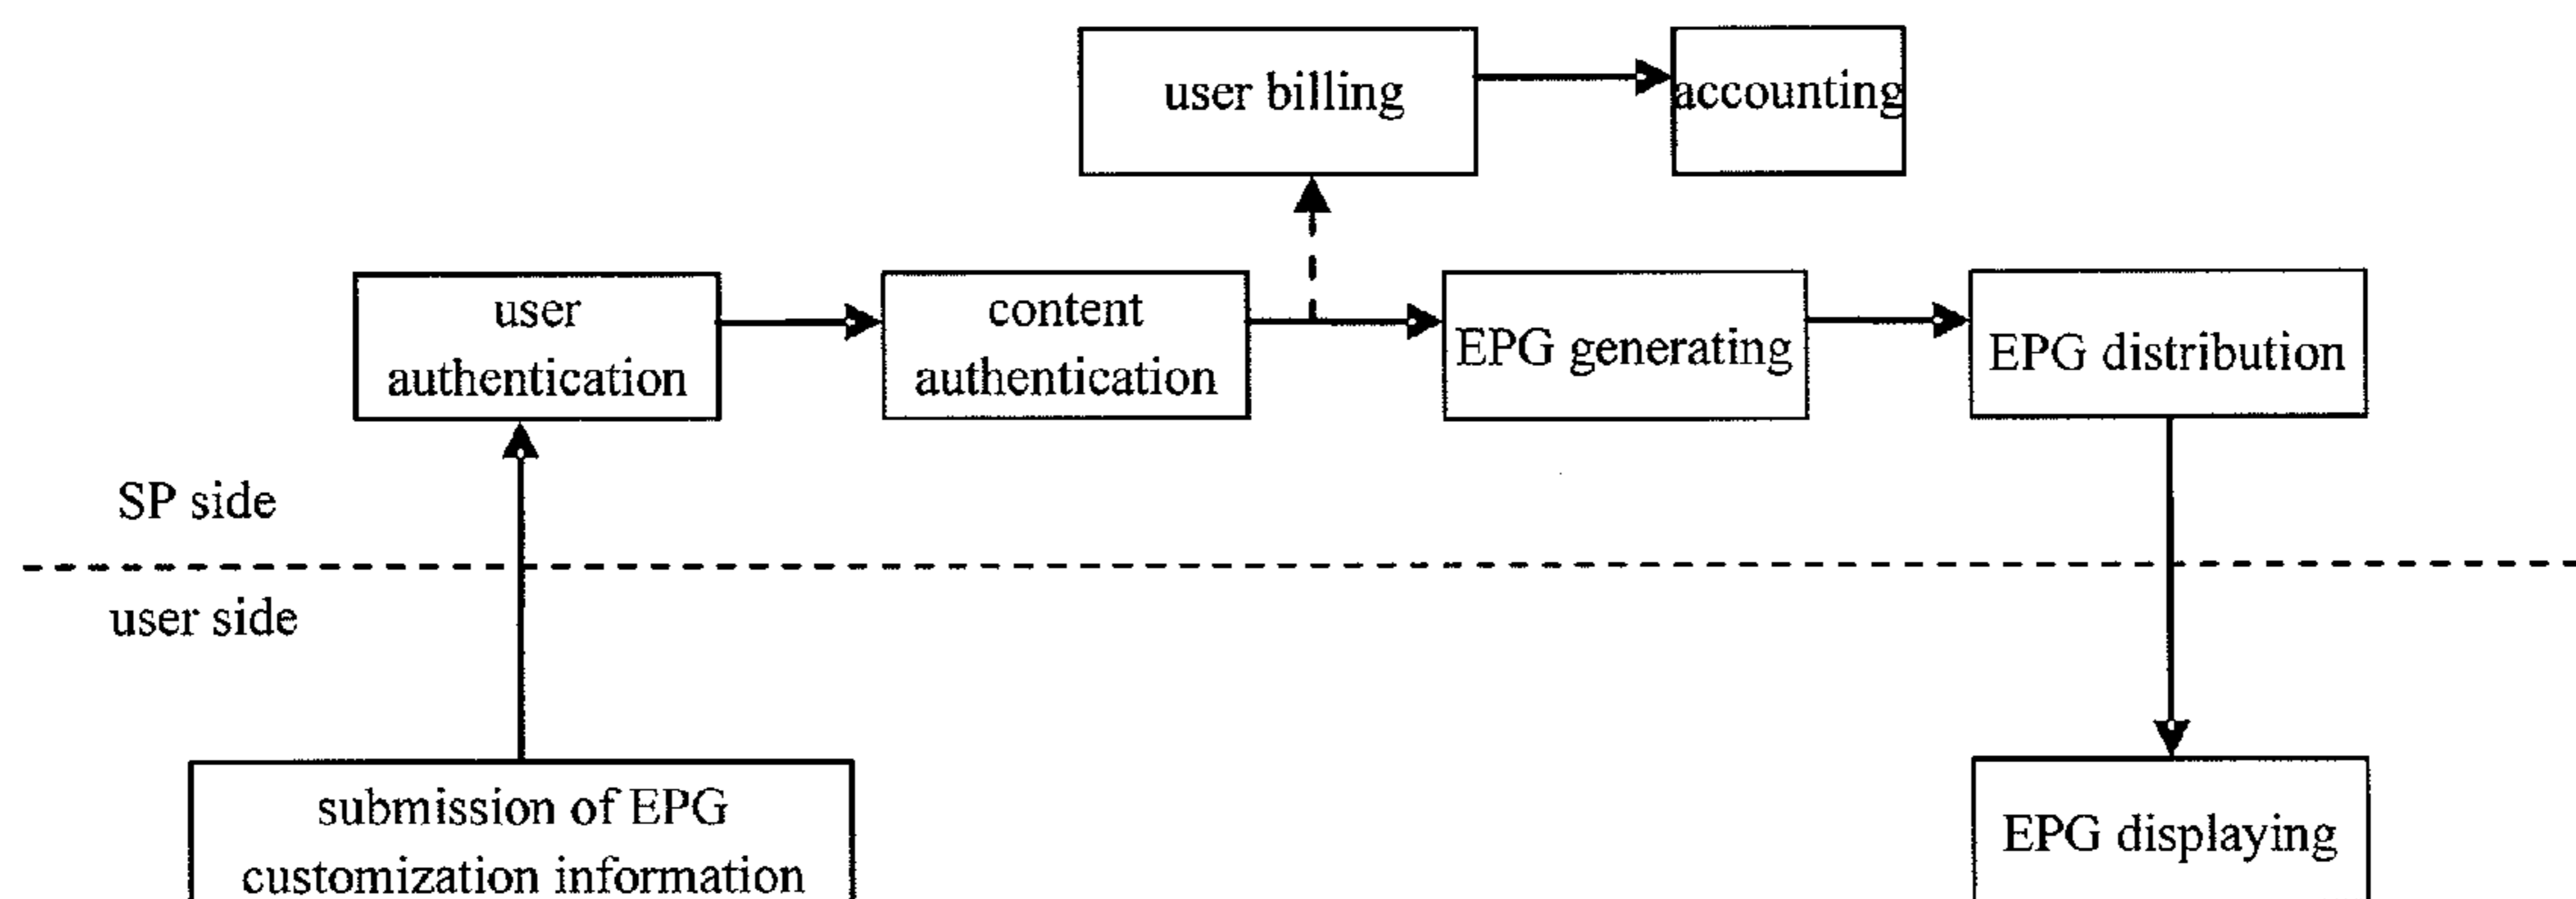 user billing
accounting
user
authentication
content
authentication
EPG generating
EPG distribution
SP side
user side
submission of EPG
customization information
EPG displaying